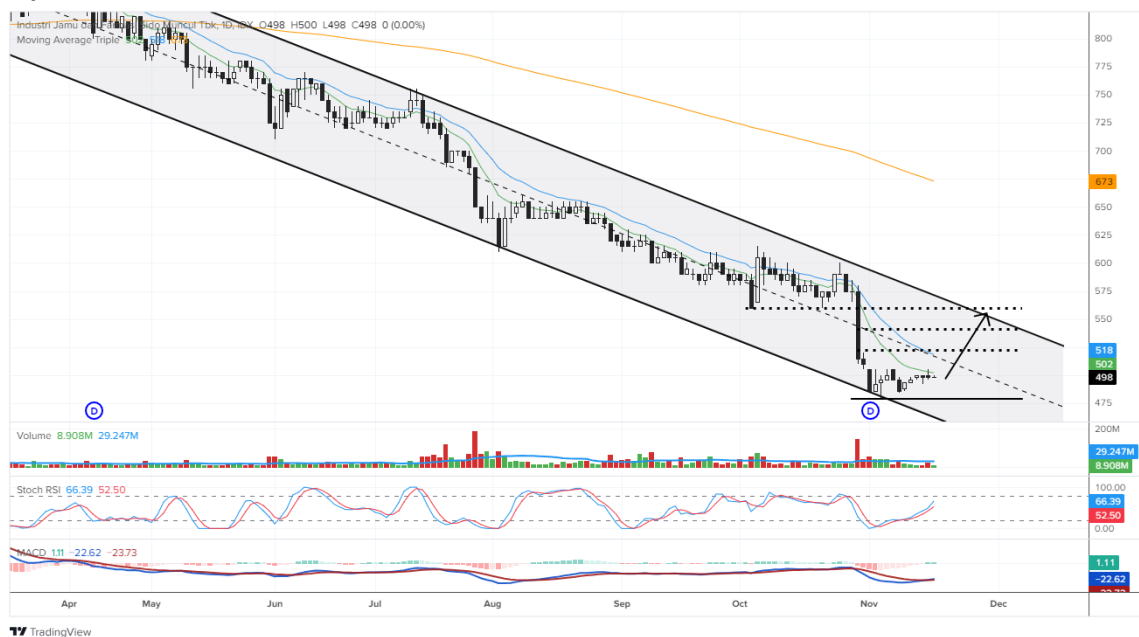 Industri Jamu dan Farmasi Sido Muncul Tbk, 1D, IDX O498 H500 L498 C498 0 (0.00%)
Moving Average Triple 502 518 673
800
775
750
725
700
673
650
625
600
575
550
518
502
498
475
D
D
Volume 8.908M 29.247M
200M
29.247M
8.908M
Stoch RSI 66.39 52.50
100.00
66.39
52.50
0.00
MACD 1.11 −22.62 −23.73
1.11
−22.62
Apr May Jun Jul Aug Sep Oct Nov Dec
TradingView